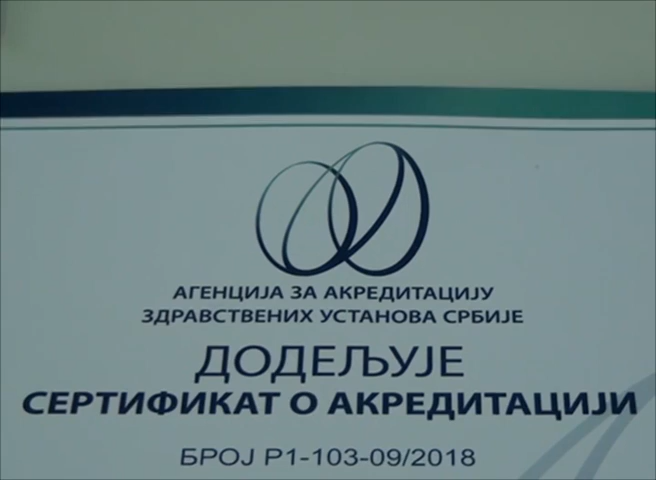 АГЕНЦИЈА ЗА АКРЕДИТАЦИЈУ
ЗДРАВСТВЕНИХ УСТАНОВА СРБИЈЕ
ДОДЕЉУЈЕ
СЕРТИФИКАТ О АКРЕДИТАЦИЈИ
БРОЈ Р1-103-09/2018